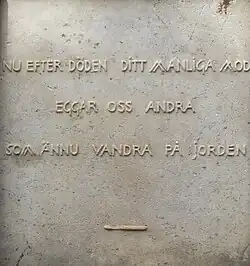 NU EFTER DÖDEN DITT MANLIGA MOD
EGGAR OSS ANDRA
SOM ÄNNU VANDRA PÅ JORDEN